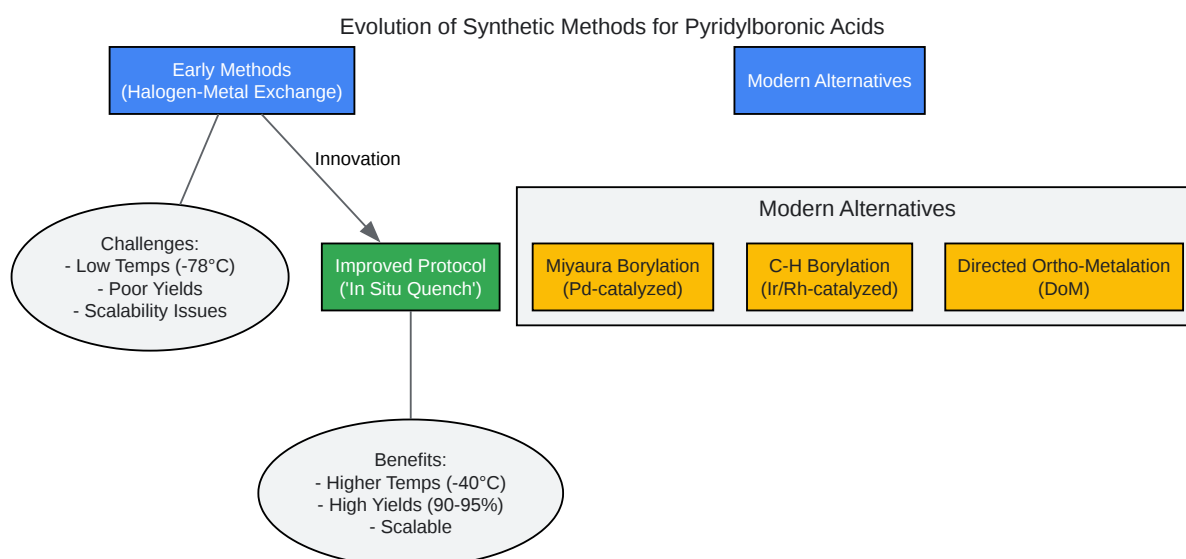 Evolution of Synthetic Methods for Pyridylboronic Acids
Early Methods
(Halogen-Metal Exchange)
Modern Alternatives
Innovation
Challenges:
- Low Temps (-78°C)
- Poor Yields
- Scalability Issues
Improved Protocol
('In Situ Quench')
Modern Alternatives
Miyaura Borylation
(Pd-catalyzed)
C-H Borylation
(Ir/Rh-catalyzed)
Directed Ortho-Metalation
(DoM)
Benefits:
- Higher Temps (-40°C)
- High Yields (90-95%)
- Scalable